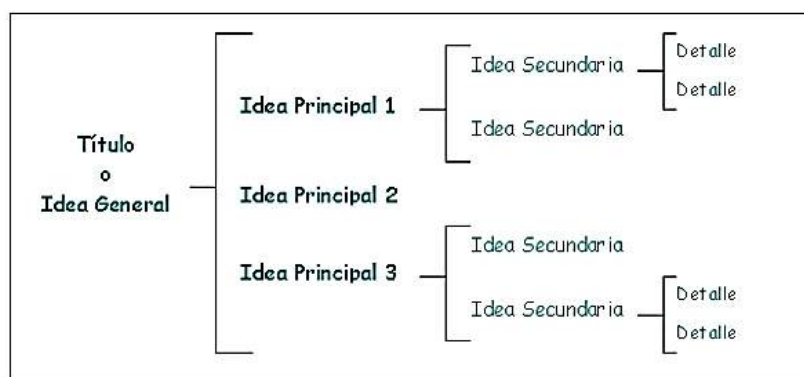 Título
o
Idea General
Idea Principal 1
Idea Secundaria
Detalle
Detalle
Idea Secundaria
Idea Principal 2
Idea Principal 3
Idea Secundaria
Idea Secundaria
Detalle
Detalle